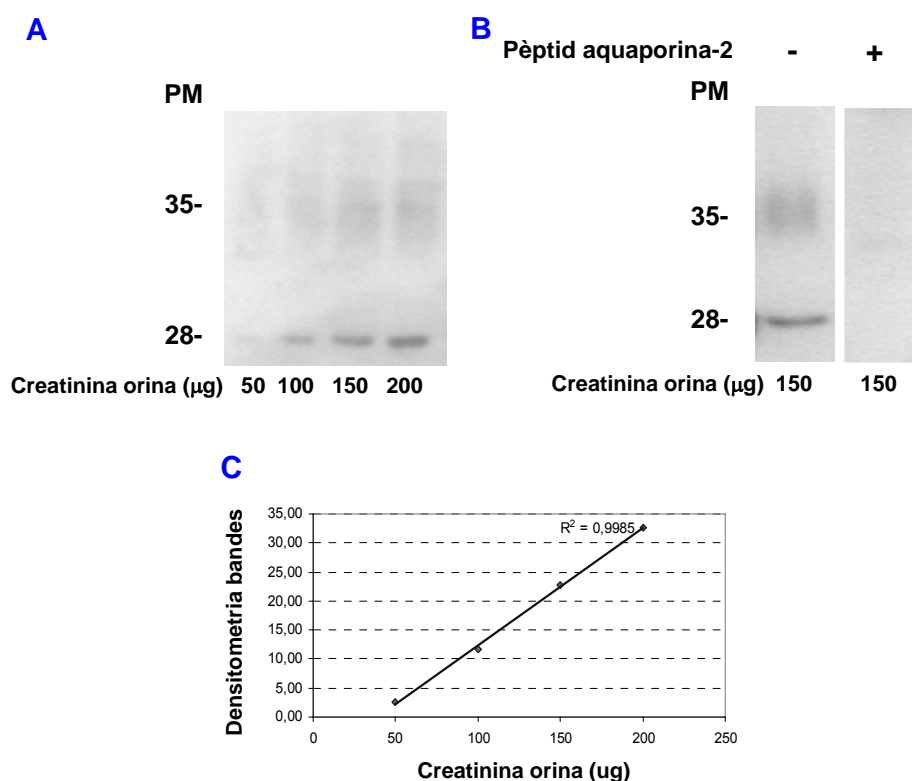 A
PM
35-
28-
Creatinina orina (μg) 50 100 150 200
B
Pèptid aquaporina-2 - +
PM
35-
28-
Creatinina orina (μg) 150 150
C
Densitometria bandes
35,00
30,00
25,00
20,00
15,00
10,00
5,00
0,00
R² = 0,9985
0 50 100 150 200 250
Creatinina orina (ug)